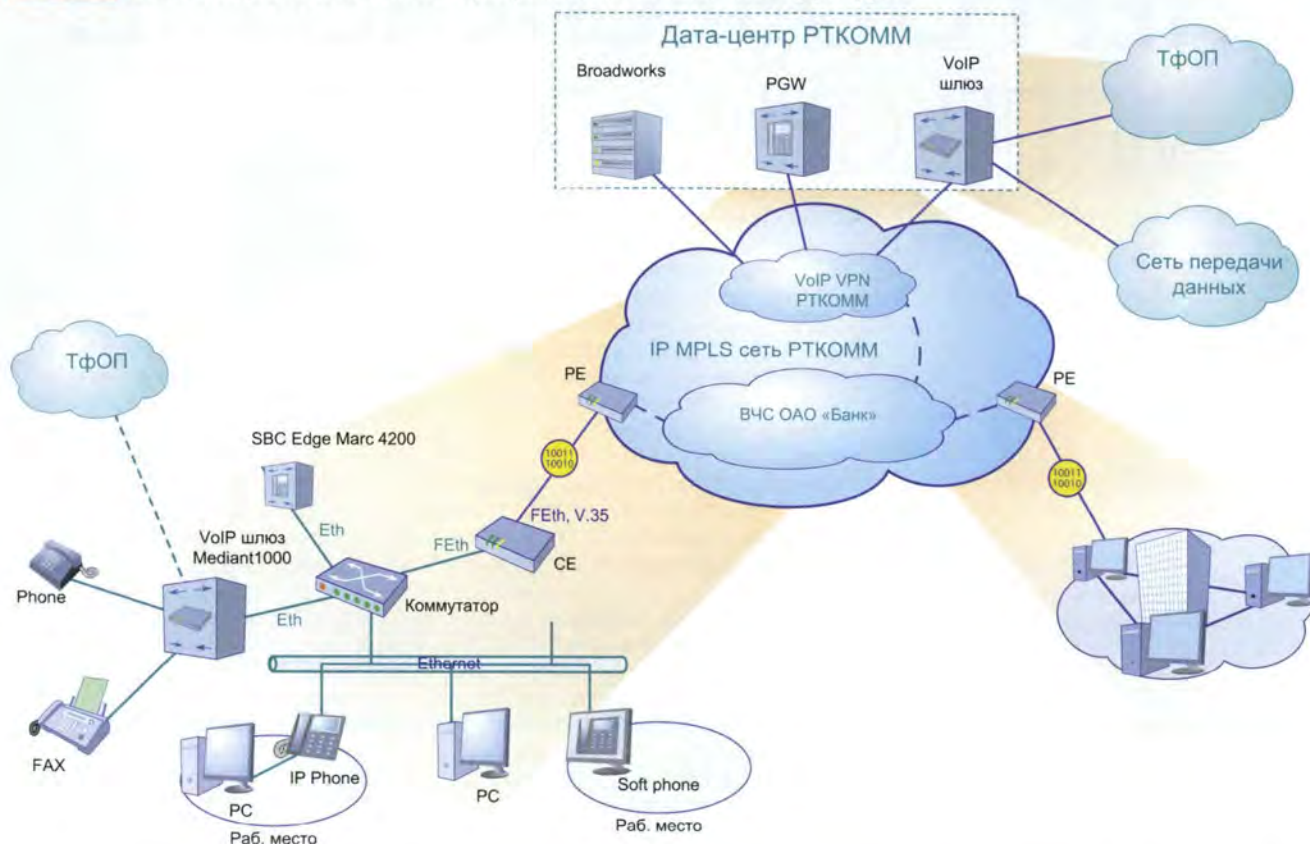 Дата-центр РТКОММ
Broadworks
PGW
VoIP
шлюз
ТфОП
Сеть передачи
данных
VoIP VPN
РТКОММ
IP MPLS сеть РТКОММ
PE
PE
ВЧС ОАО «Банк»
10011
10010
10011
10010
ТфОП
SBC Edge Marc 4200
Eth
FEth, V.35
FEth
CE
VoIP шлюз
Mediant1000
Phone
Eth
Коммутатор
Ethernet
FAX
PC
IP Phone
Раб. место
PC
Soft phone
Раб. место